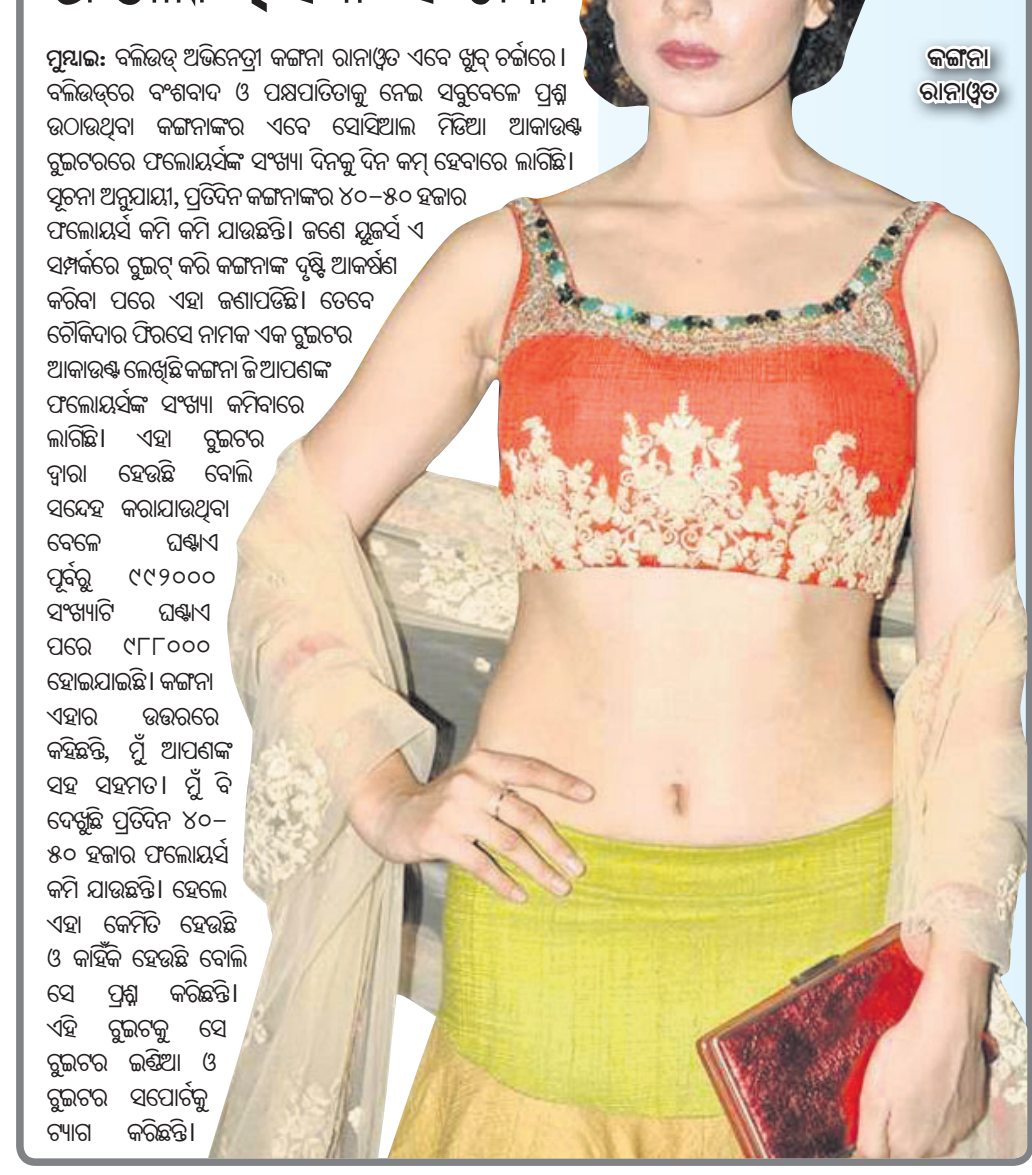 ମୁମ୍ବାଇ: ବଲିଉଡ୍ ଅଭିନେତ୍ରୀ କଙ୍ଗନା ରାନାୱତ ଏବେ ଖୁବ୍ ଚର୍ଚ୍ଚାରେ।
ବଲିଉଡ୍‌ରେ ବଂଶବାଦ ଓ ପକ୍ଷପାତିତାକୁ ନେଇ ସବୁବେଳେ ପ୍ରଶ୍ନ
ଉଠାଉଥିବା କଙ୍ଗନାଙ୍କର ଏବେ ସୋସିଆଲ ମିଡିଆ ଆକାଉଣ୍ଟ
ଟୁଇଟରରେ ଫଲୋୟର୍ସଙ୍କ ସଂଖ୍ୟା ଦିନକୁ ଦିନ କମ୍ ହେବାରେ ଲାଗିଛି।
ସୂଚନା ଅନୁଯାୟୀ, ପ୍ରତିଦିନ କଙ୍ଗନାଙ୍କର ୪୦-୫୦ ହଜାର
ଫଲୋୟର୍ସ କମି କମି ଯାଉଛନ୍ତି। ଜଣେ ୟୁଜର୍ସ ଏ
ସମ୍ପର୍କରେ ଟୁଇଟ୍ କରି କଙ୍ଗନାଙ୍କ ଦୃଷ୍ଟି ଆକର୍ଷଣ
କରିବା ପରେ ଏହା ଜଣାପଡିଛି। ତେବେ
ଚୌକିଦାର ଫିରସେ ନାମକ ଏକ ଟୁଇଟର
ଆକାଉଣ୍ଟ ଲେଖିଛି କଙ୍ଗନା ଜି ଆପଣଙ୍କ
ଫଲୋୟର୍ସଙ୍କ ସଂଖ୍ୟା କମିବାରେ
ଲାଗିଛି। ଏହା ଟୁଇଟର
ଦ୍ୱାରା ହେଉଛି ବୋଲି
ସନ୍ଦେହ କରାଯାଉଥିବା
ବେଳେ ଘଣ୍ଟାଏ
ପୂର୍ବରୁ ୯୯୨୦୦୦
ସଂଖ୍ୟାଟି ଘଣ୍ଟାଏ
ପରେ ୯୮୮୦୦୦
ହୋଇଯାଇଛି। କଙ୍ଗନା
ଏହାର ଉତ୍ତରରେ
କହିଛନ୍ତି, ମୁଁ ଆପଣଙ୍କ
ସହ ସହମତ। ମୁଁ ବି
ଦେଖୁଛି ପ୍ରତିଦିନ ୪୦-
୫୦ ହଜାର ଫଲୋୟର୍ସ
କମି ଯାଉଛନ୍ତି। ହେଲେ
ଏହା କେମିତି ହେଉଛି
ଓ କାହିଁକି ହେଉଛି ବୋଲି
ସେ ପ୍ରଶ୍ନ କରିଛନ୍ତି।
ଏହି ଟୁଇଟକୁ ସେ
ଟୁଇଟର ଇଣ୍ଡିଆ ଓ
ଟୁଇଟର ସପୋର୍ଟକୁ
ଟ୍ୟାଗ କରିଛନ୍ତି।
କଙ୍ଗନା
ରାନାୱତ